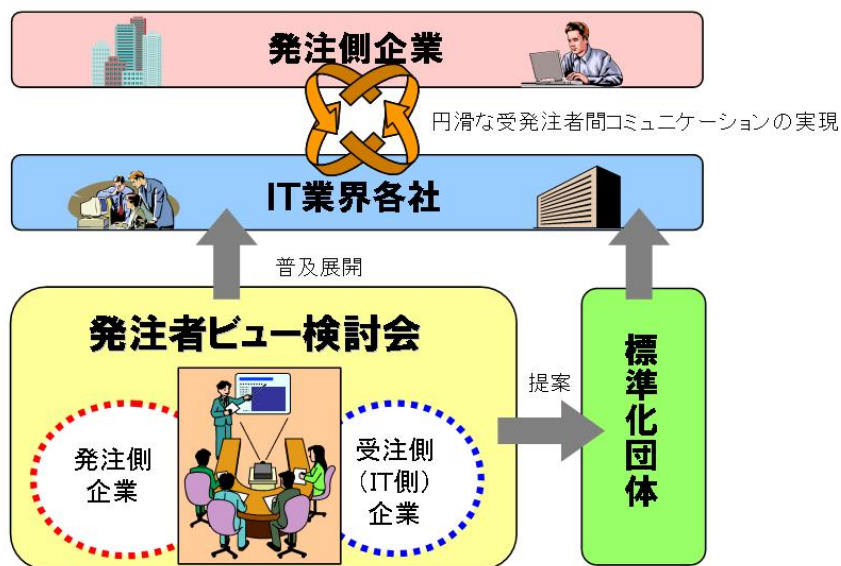 発注側企業
円滑な受発注者間コミュニケーションの実現
IT業界各社
普及展開
発注者ビュー検討会
発注側
企業
受注側
(IT側)
企業
提案
標準化団体